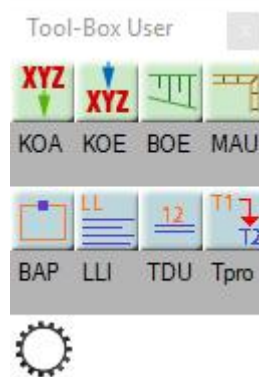 Tool-Box User
x
XYZ XYZ
KOA KOE BOE MAU
LL 12 T1 T2
BAP LLI TDU Tpro